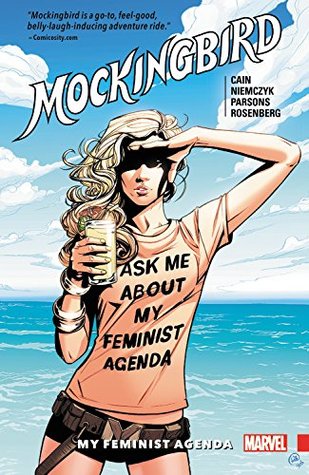 "Mockingbird is a go-to, feel-good,
belly-laugh-inducing adventure ride."
– Comicosity.com
MOCKINGBIRD
CAIN
NIEMCZYK
PARSONS
ROSENBERG
ASK ME
ABOUT
MY
FEMINIST
AGENDA
MY FEMINIST AGENDA
MARVEL